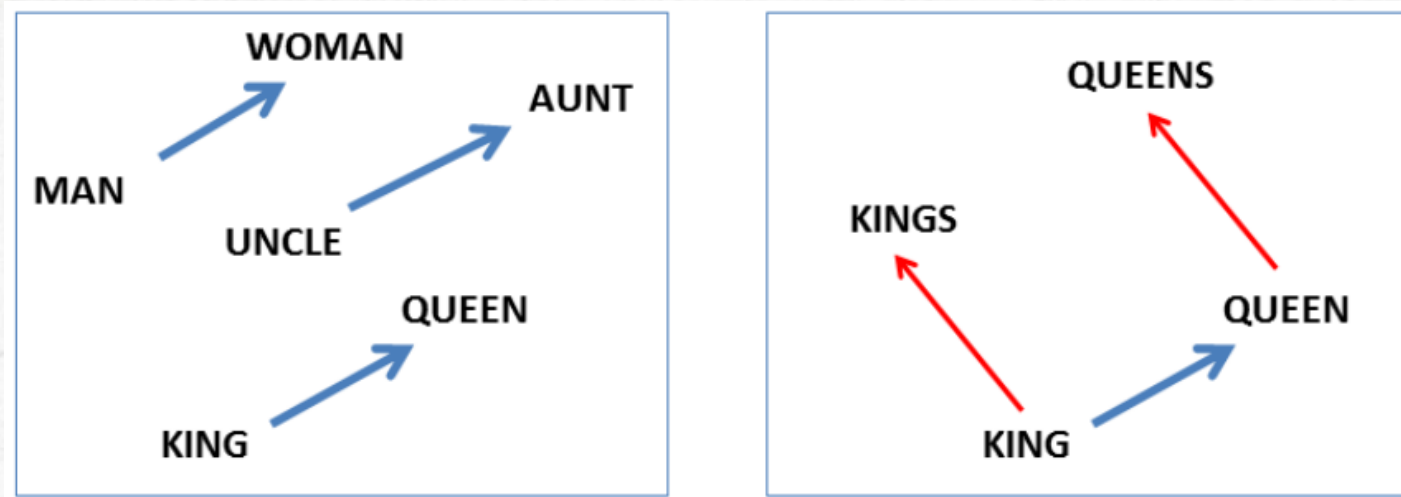 WOMAN
AUNT
MAN
UNCLE
QUEEN
KING
QUEENS
KINGS
QUEEN
KING